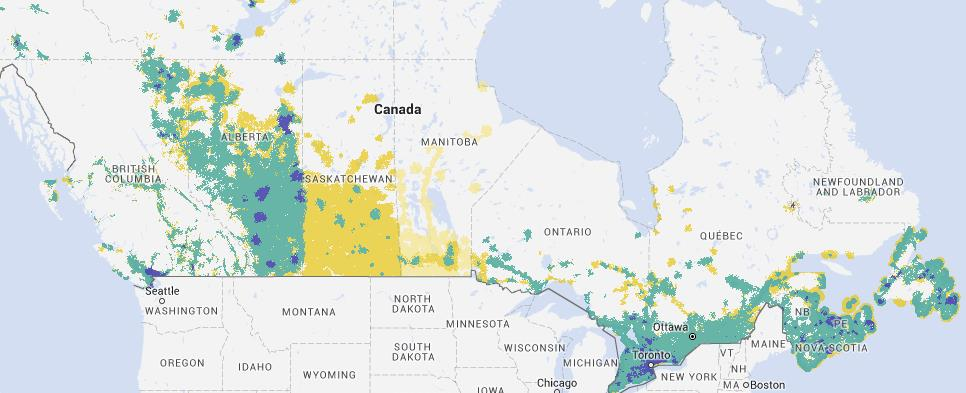 Canada
ALBERTA
MANITOBA
BRITISH
COLUMBIA
SASKATCHEWAN
NEWFOUNDLAND
AND LABRADOR
ONTARIO
QUÉBEC
Seattle
WASHINGTON
MONTANA
NORTH
DAKOTA
MINNESOTA
Ottawa
NB
PE
NOVA SCOTIA
MAINE
OREGON
IDAHO
WYOMING
SOUTH
DAKOTA
WISCONSIN
MICHIGAN
Toronto
VT
NH
NEW YORK
MA
Boston
Chicago
IOWA